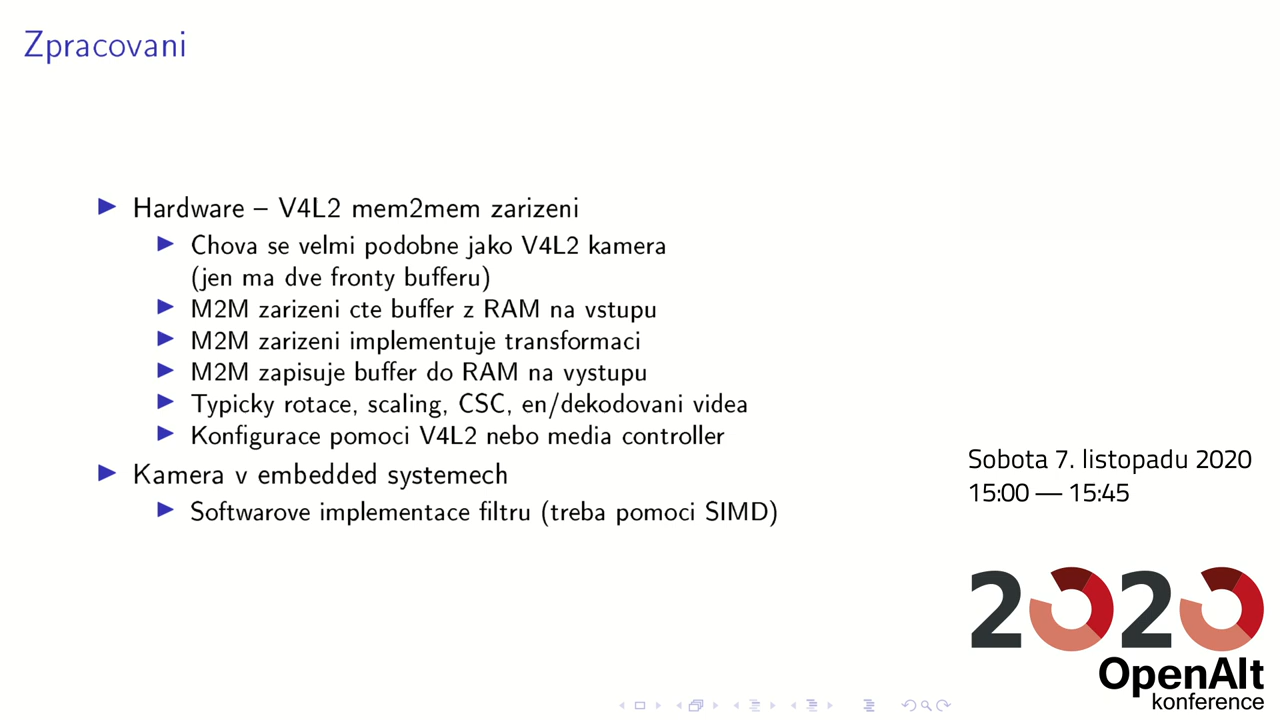 Zpracovani
Hardware – V4L2 mem2mem zarizeni
Chova se velmi podobne jako V4L2 kamera
(jen ma dve fronty bufferu)
M2M zarizeni cte buffer z RAM na vstupu
M2M zarizeni implementuje transformaci
M2M zapisuje buffer do RAM na vystupu
Typicky rotace, scaling, CSC, en/dekodovani videa
Konfigurace pomoci V4L2 nebo media controller
Kamera v embedded systemech
Softwarove implementace filtru (treba pomoci SIMD)
Sobota 7. listopadu 2020
15:00 — 15:45
2020
OpenAlt
konference